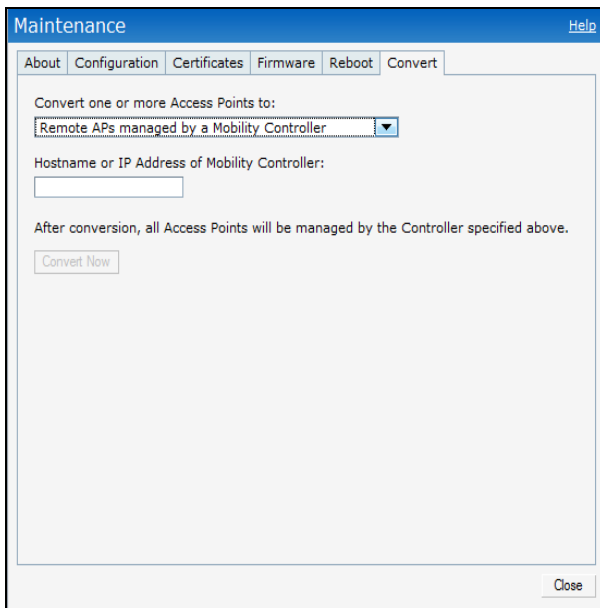 Maintenance Help
About Configuration Certificates Firmware Reboot Convert
Convert one or more Access Points to:
Remote APs managed by a Mobility Controller
Hostname or IP Address of Mobility Controller:
After conversion, all Access Points will be managed by the Controller specified above.
Convert Now
Close